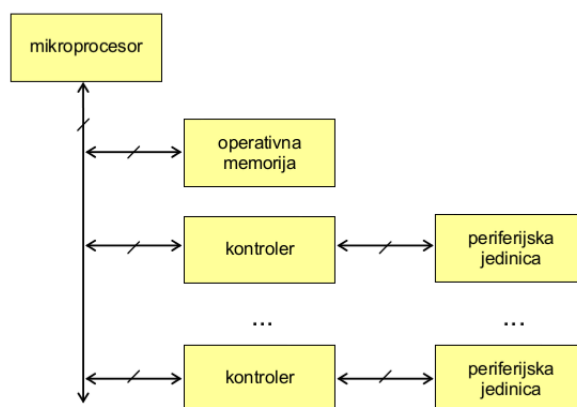 mikroprocesor
operativna
memorija
kontroler
periferijska
jedinica
...
...
kontroler
periferijska
jedinica